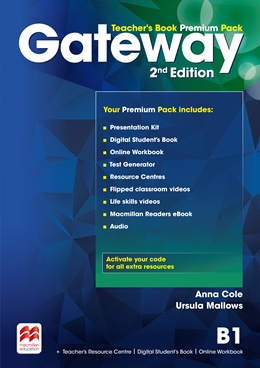 Teacher's Book Premium Pack
Gateway
2nd Edition
Your Premium Pack includes:
Presentation Kit
Digital Student's Book
Online Workbook
Test Generator
Resource Centres
Flipped classroom videos
Life skills videos
Macmillan Readers eBook
Audio
Activate your code
for all extra resources
Anna Cole
Ursula Mallows
macmillan
education
B1
+ Teacher's Resource Centre | Digital Student's Book | Online Workbook